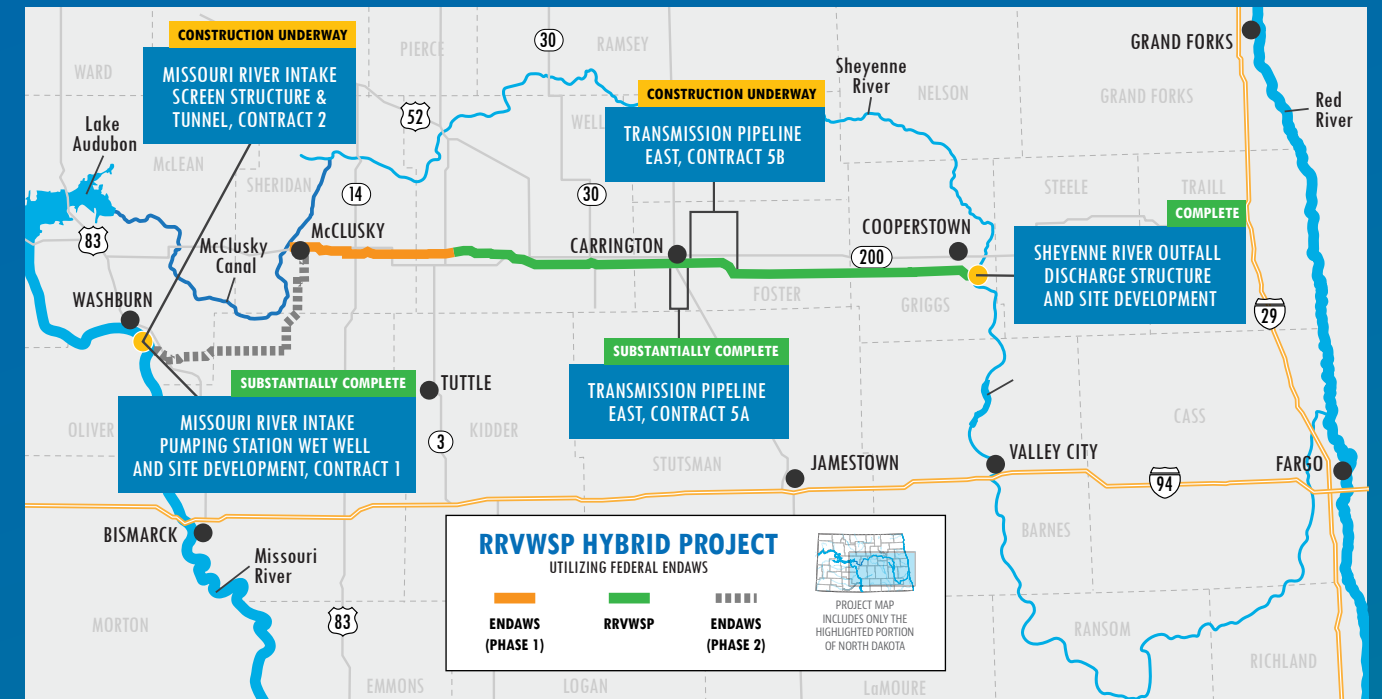 CONSTRUCTION UNDERWAY
MISSOURI RIVER INTAKE
SCREEN STRUCTURE &
TUNNEL, CONTRACT 2
PIERCE
30
RAMSEY
GRAND FORKS
WARD
CONSTRUCTION UNDERWAY
TRANSMISSION PIPELINE
EAST, CONTRACT 5B
Sheyenne
River
NELSON
GRAND FORKS
Red
River
52
WELL
Lake
Audubon
McLEAN
SHERIDAN
14
30
STEELE
TRAILL
83
McCLUSKY
McClusky
Canal
CARRINGTON
COOPERSTOWN
200
COMPLETE
SHEYENNE RIVER OUTFALL
DISCHARGE STRUCTURE
AND SITE DEVELOPMENT
WASHBURN
FOSTER
GRIGGS
29
SUBSTANTIALLY COMPLETE
TRANSMISSION PIPELINE
EAST, CONTRACT 5A
SUBSTANTIALLY COMPLETE
MISSOURI RIVER INTAKE
PUMPING STATION WET WELL
AND SITE DEVELOPMENT, CONTRACT 1
TUTTLE
3
KIDDER
OLIVER
CASS
STUTSMAN
JAMESTOWN
VALLEY CITY
94
FARGO
BISMARCK
Missouri
River
83
MORTON
BARNES
RRVWSP HYBRID PROJECT
UTILIZING FEDERAL ENDAWS
ENDAWS
(PHASE 1)
RRVWSP
ENDAWS
(PHASE 2)
PROJECT MAP
INCLUDES ONLY THE
HIGHLIGHTED PORTION
OF NORTH DAKOTA
RANSOM
RICHLAND
EMMONS
LOGAN
LaMOURE